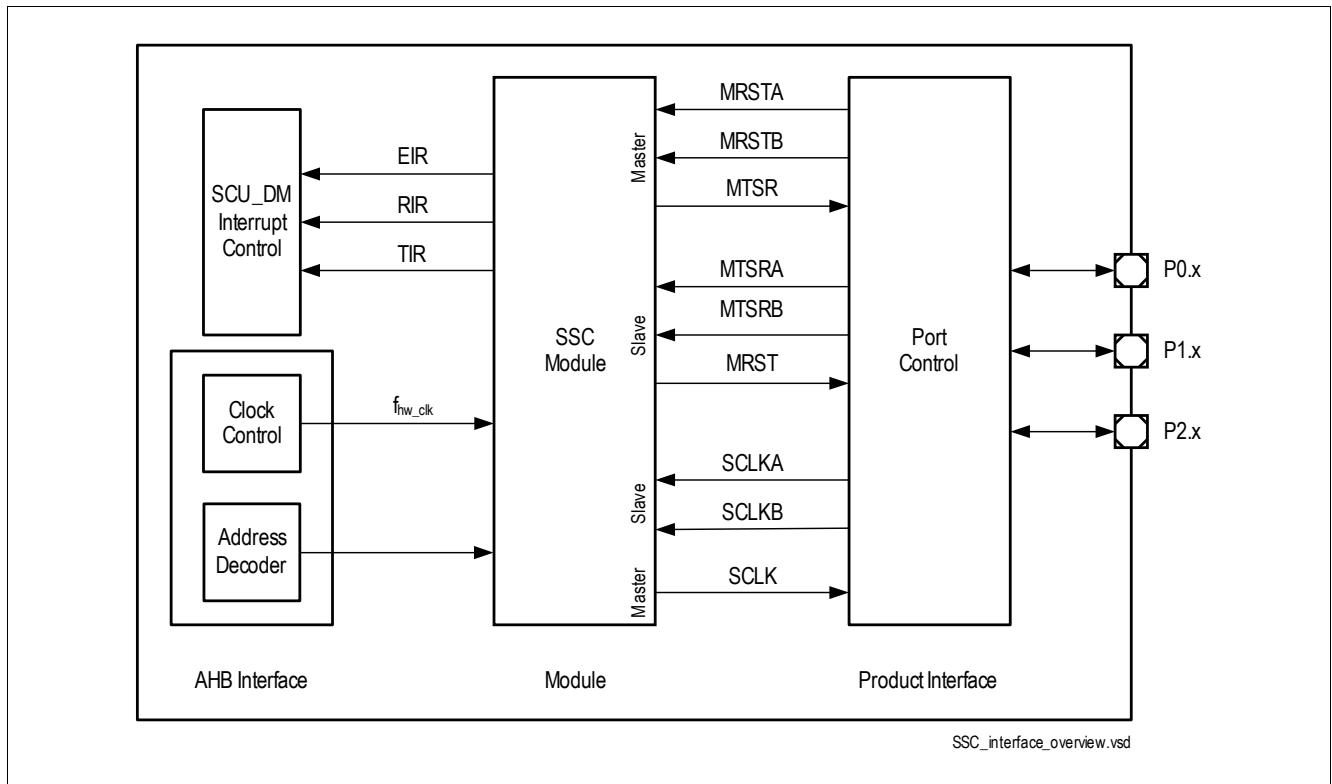 SCU_DM
Interrupt
Control
EIR
RIR
TIR
Clock
Control
fhw_clk
Address
Decoder
AHB Interface
SSC
Module
Master
Slave
Slave
Master
Module
MRSTA
MRSTB
MTSR
MTSRA
MTSRB
MRST
SCLKA
SCLKB
SCLK
Port
Control
Product Interface
P0.x
P1.x
P2.x
SSC_interface_overview.vsd